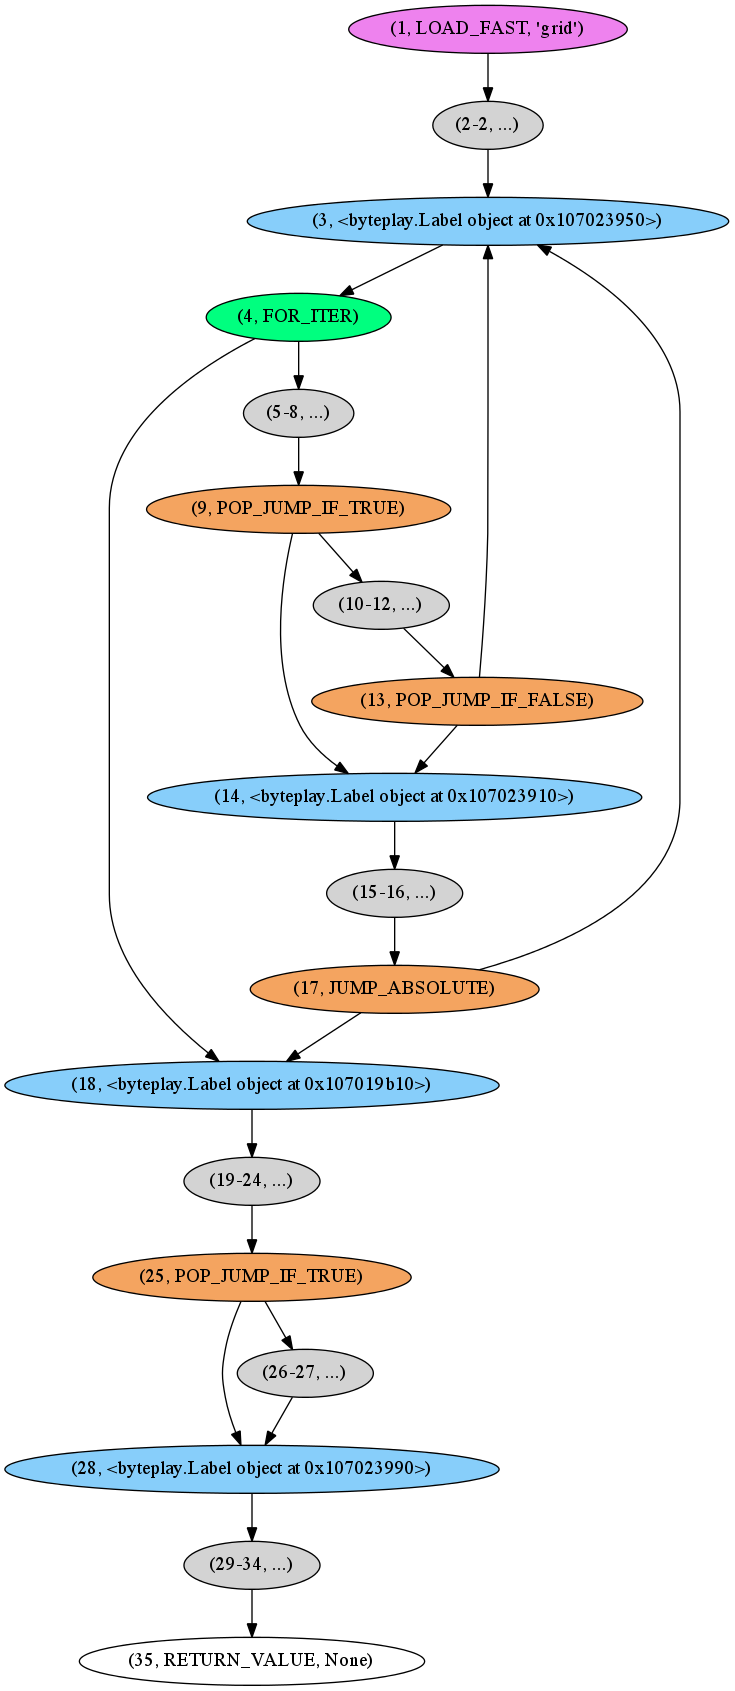 (1, LOAD_FAST, 'grid')
(2-2, ...)
(3, <byteplay.Label object at 0x107023950>)
(4, FOR_ITER)
(5-8, ...)
(9, POP_JUMP_IF_TRUE)
(10-12, ...)
(13, POP_JUMP_IF_FALSE)
(14, <byteplay.Label object at 0x107023910>)
(15-16, ...)
(17, JUMP_ABSOLUTE)
(18, <byteplay.Label object at 0x107019b10>)
(19-24, ...)
(25, POP_JUMP_IF_TRUE)
(26-27, ...)
(28, <byteplay.Label object at 0x107023990>)
(29-34, ...)
(35, RETURN_VALUE, None)